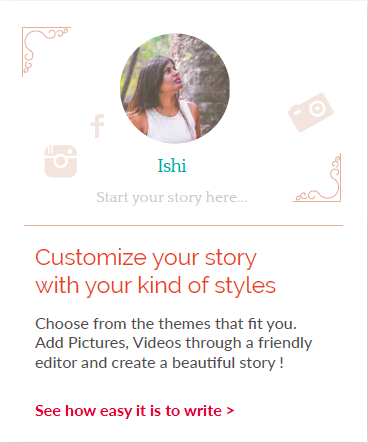 Ishi
Start your story here...
Customize your story
with your kind of styles
Choose from the themes that fit you.
Add Pictures, Videos through a friendly
editor and create a beautiful story !
See how easy it is to write >